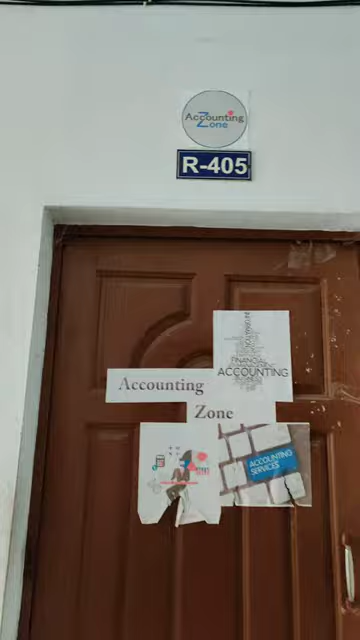 Accounting
Zone
R-405
FINANCIAL
ACCOUNTING
Accounting
Zone
ACCOUNTING
SERVICES